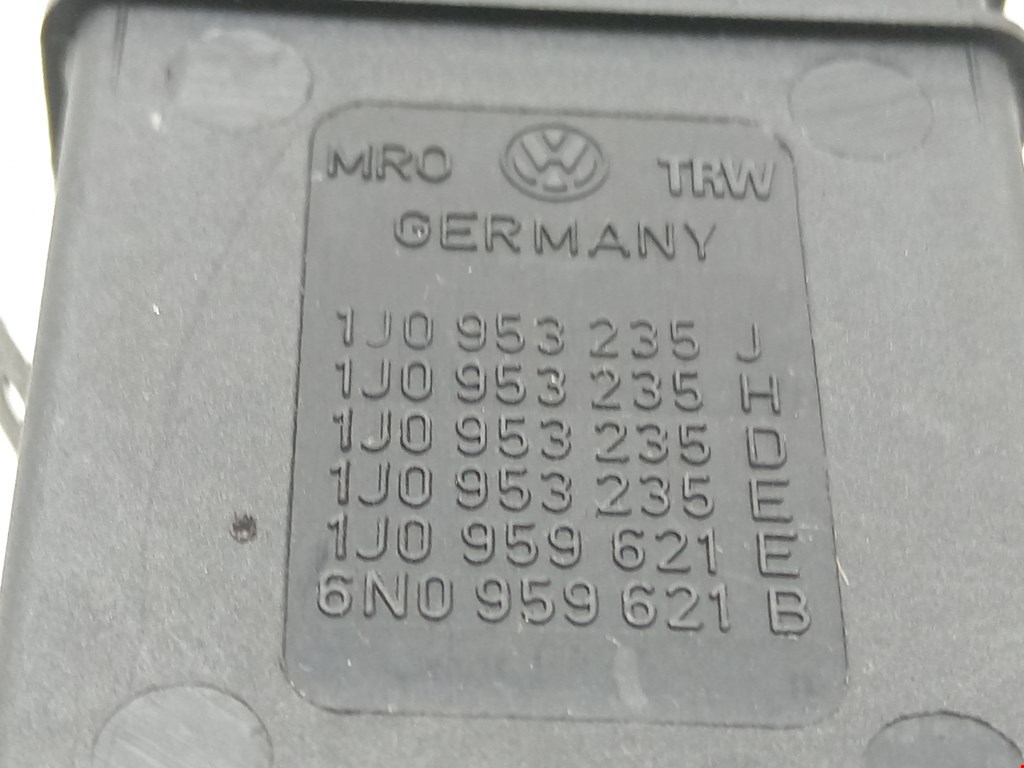 MRO VW TRW
GERMANY
1J0 953 235 J
1J0 953 235 H
1J0 953 235 D
1J0 953 235 E
1J0 959 621 E
6N0 959 621 B